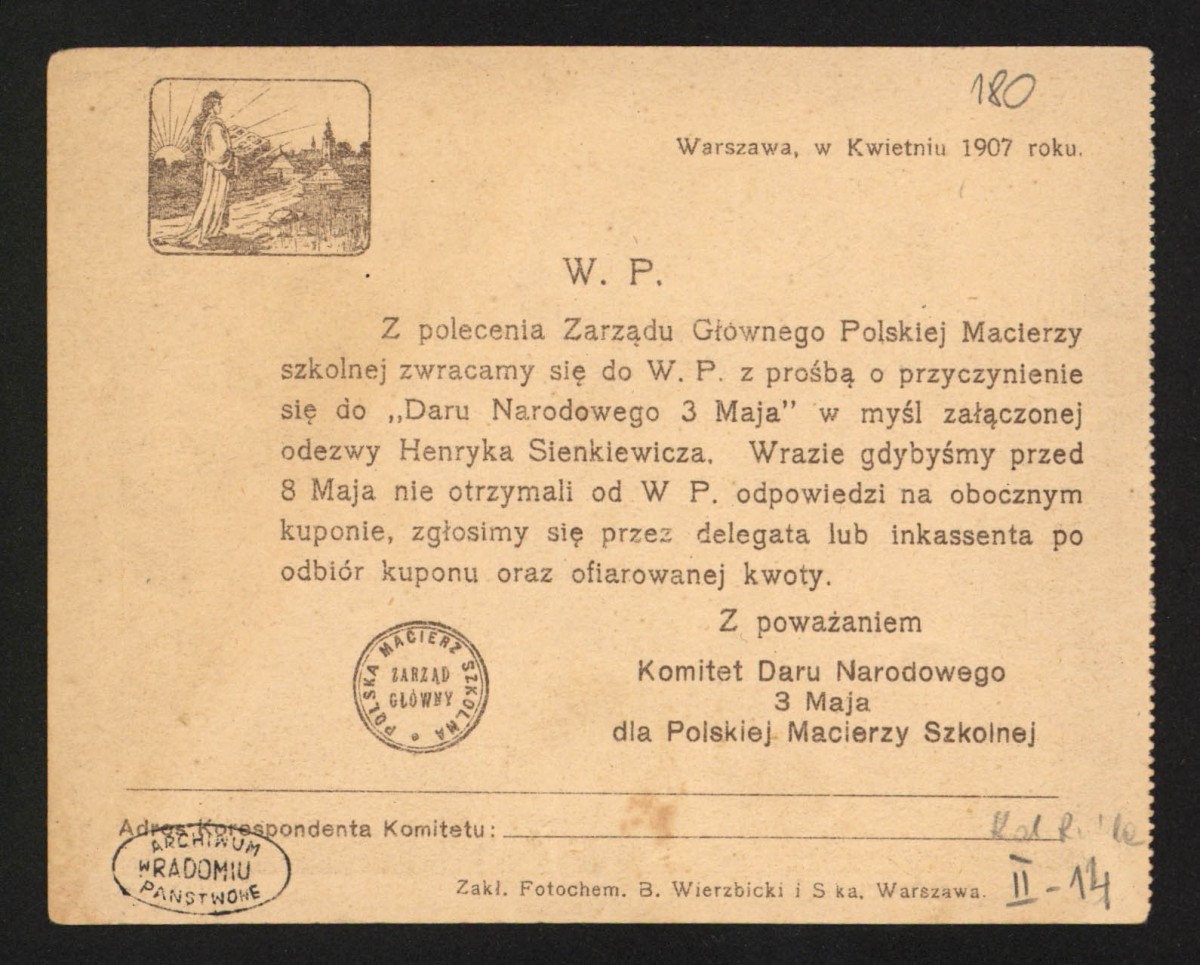 180
Warszawa, w Kwietniu 1907 roku.
W. P.
Z polecenia Zarządu Głównego Polskiej Macierzy
szkolnej zwracamy się do W. P. z prośbą o przyczynienie
się do „Daru Narodowego 3 Maja” w myśl załączonej
odezwy Henryka Sienkiewicza. Wrazie gdybyśmy przed
8 Maja nie otrzymali od W P. odpowiedzi na obocznym
kuponie, zgłosimy się przez delegata lub inkassenta po
odbiór kuponu oraz ofiarowanej kwoty.
Z poważaniem
Komitet Daru Narodowego
3 Maja
dla Polskiej Macierzy Szkolnej
POLSKA MACIERZ SZKOLNA
ZARZĄD
GŁÓWNY
Adres Korespondenta Komitetu:
ARCHIWUM
W RADOMIU
PAŃSTWOWE
Zakł. Fotochem. B. Wierzbicki i S ka, Warszawa.
II - 14